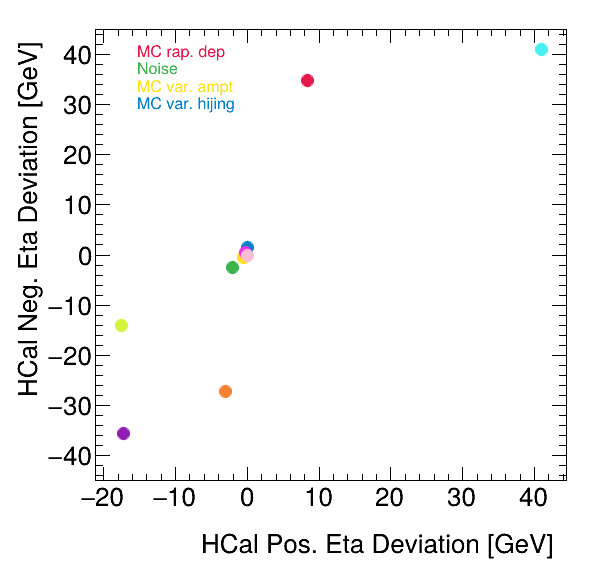 MC rap. dep
Noise
MC var. ampt
MC var. hijing
40
30
20
10
0
−10
−20
−30
−40
HCal Neg. Eta Deviation [GeV]
−20 −10 0 10 20 30 40
HCal Pos. Eta Deviation [GeV]